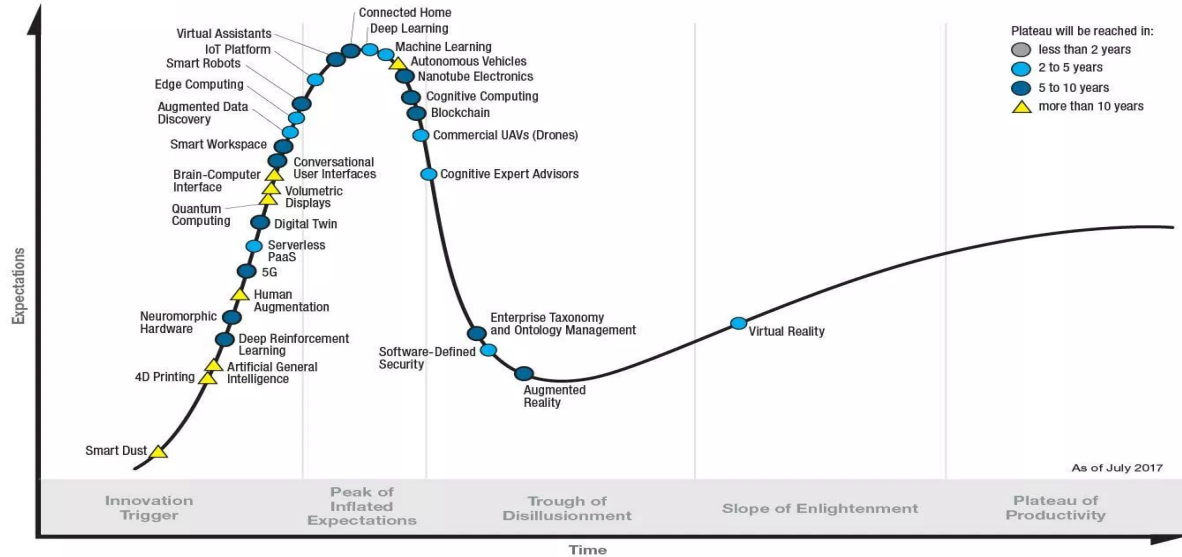 Connected Home
Deep Learning
Virtual Assistants
IoT Platform
Smart Robots
Edge Computing
Augmented Data
Discovery
Smart Workspace
Brain-Computer
Interface
Quantum
Computing
Neuromorphic
Hardware
4D Printing
Smart Dust
Machine Learning
Autonomous Vehicles
Nanotube Electronics
Cognitive Computing
Blockchain
Commercial UAVs (Drones)
Cognitive Expert Advisors
Conversational
User Interfaces
Volumetric
Displays
Digital Twin
Serverless
PaaS
5G
Human
Augmentation
Deep Reinforcement
Learning
Artificial General
Intelligence
Enterprise Taxonomy
and Ontology Management
Software-Defined
Security
Augmented
Reality
Virtual Reality
Plateau will be reached in:
less than 2 years
2 to 5 years
5 to 10 years
more than 10 years
As of July 2017
Expectations
Innovation
Trigger
Peak of
Inflated
Expectations
Trough of
Disillusionment
Slope of Enlightenment
Plateau of
Productivity
Time